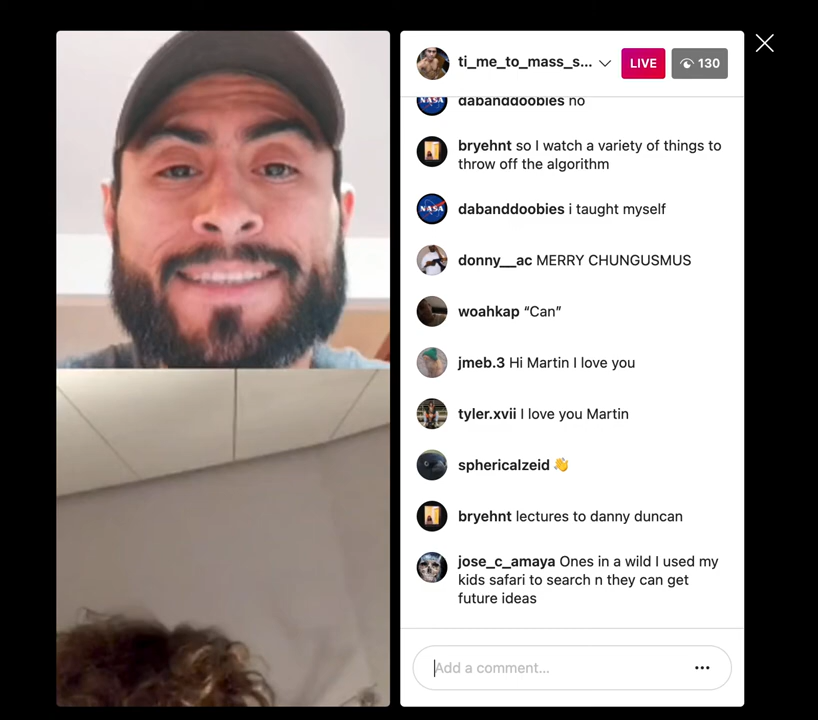 ti_me_to_mass_s...
LIVE
130
dabanddoobies no
bryehnt so I watch a variety of things to
throw off the algorithm
NASA
dabanddoobies i taught myself
donny__ac MERRY CHUNGUSMUS
woahkap “Can”
jmeb.3 Hi Martin I love you
tyler.xvii I love you Martin
sphericalzeid 👋
bryehnt lectures to danny duncan
jose_c_amaya Ones in a wild I used my
kids safari to search n they can get
future ideas
Add a comment...